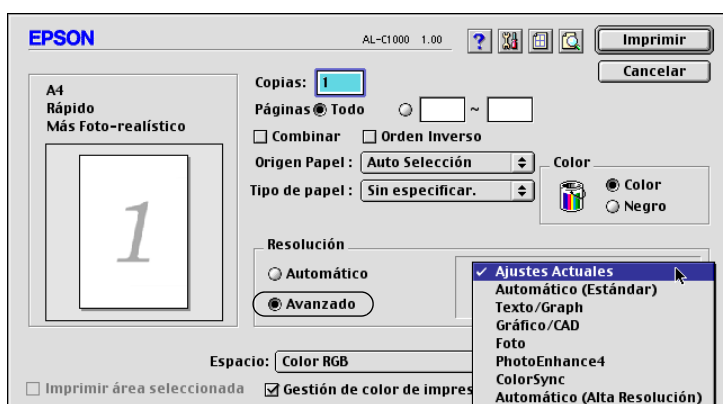 EPSON
AL-C1000 1.00
?
Imprimir
Cancelar
A4
Rápido
Más Foto-realístico
1
Copias: 1
Páginas Todo ~
Combinar Orden Inverso
Origen Papel : Auto Selección
Tipo de papel : Sin especificar.
Color
Color
Negro
Resolución
Automático
Avanzado
✓ Ajustes Actuales
Automático (Estándar)
Texto/Graph
Gráfico/CAD
Foto
PhotoEnhance4
ColorSync
Automático (Alta Resolución)
Espacio: Color RGB
Imprimir área seleccionada
Gestión de color de impres